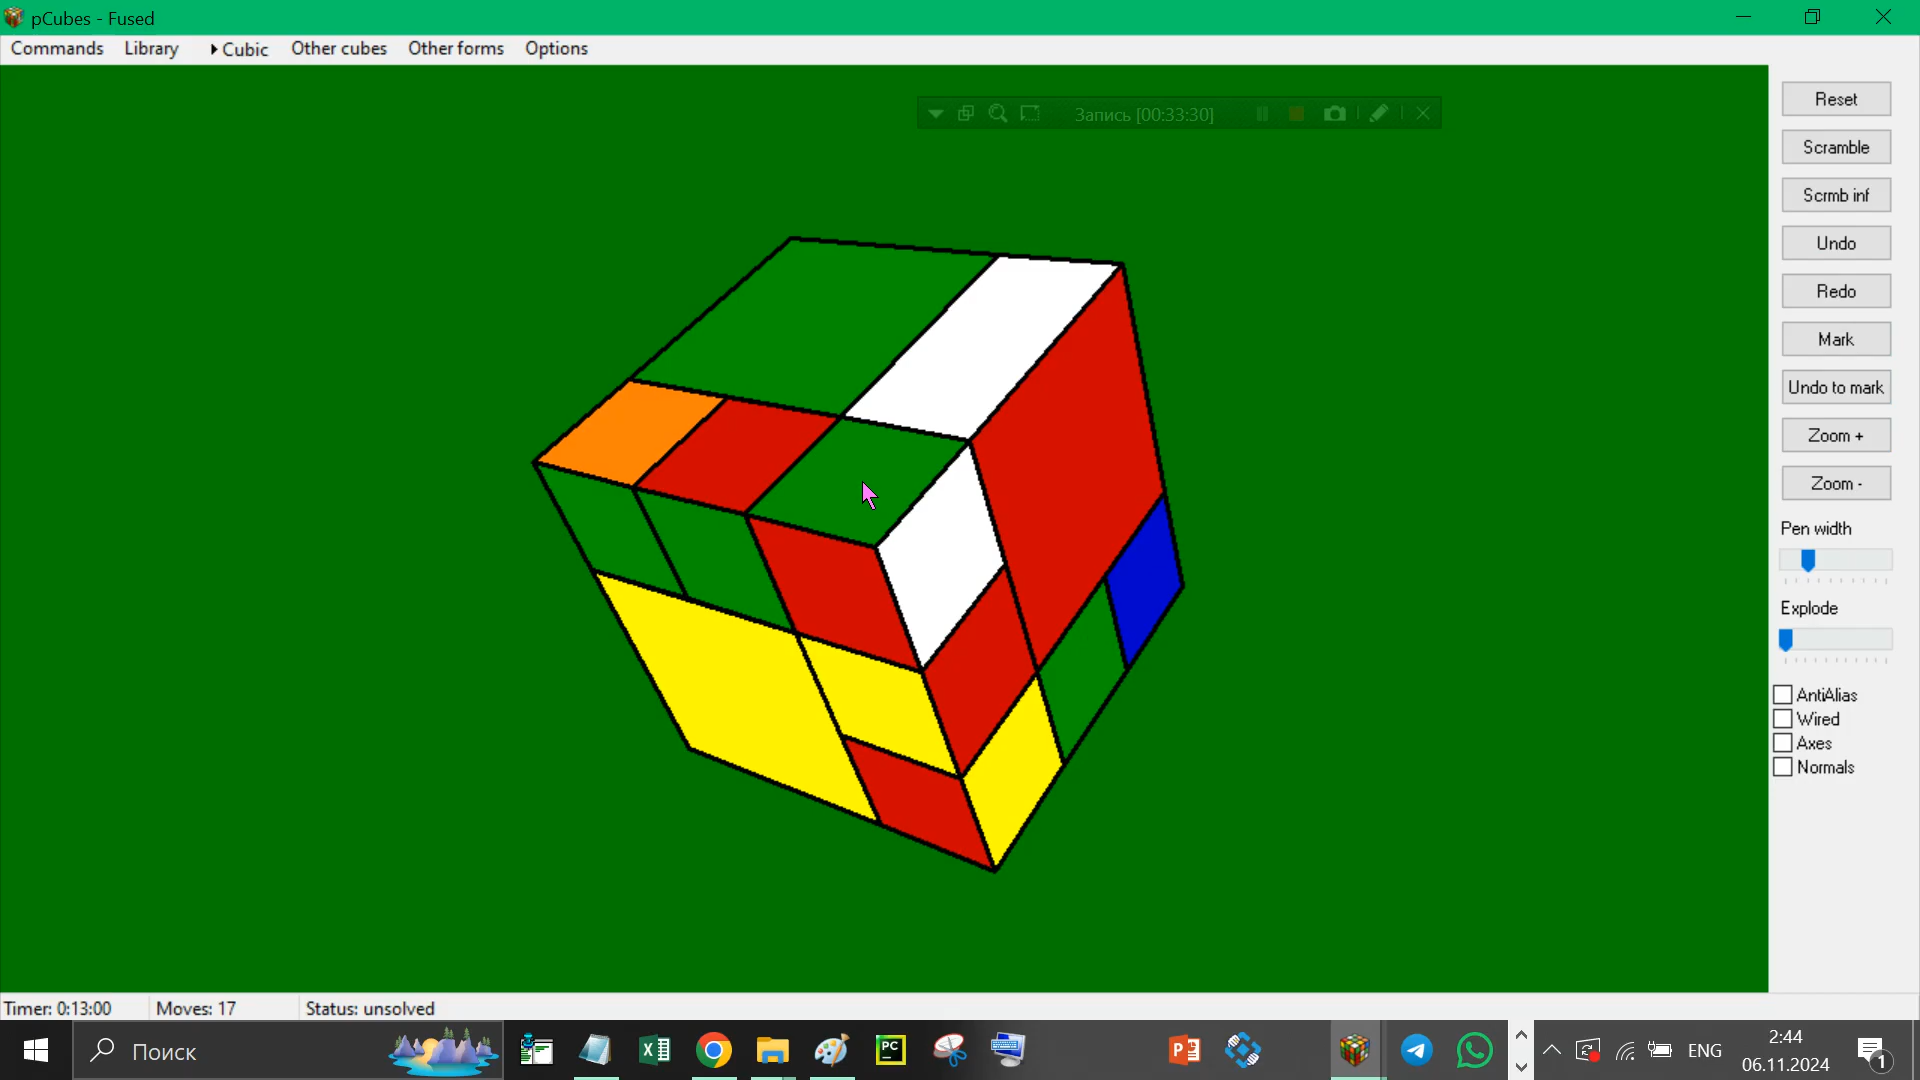 pCubes - Fused
Commands Library Cubic Other cubes Other forms Options
Запись [00:33:30]
Reset
Scramble
Scrmb inf
Undo
Redo
Mark
Undo to mark
Zoom +
Zoom -
Pen width
Explode
AntiAlias
Wired
Axes
Normals
Timer: 0:13:00 Moves: 17 Status: unsolved
Поиск
PC
ENG
2:44
06.11.2024
1